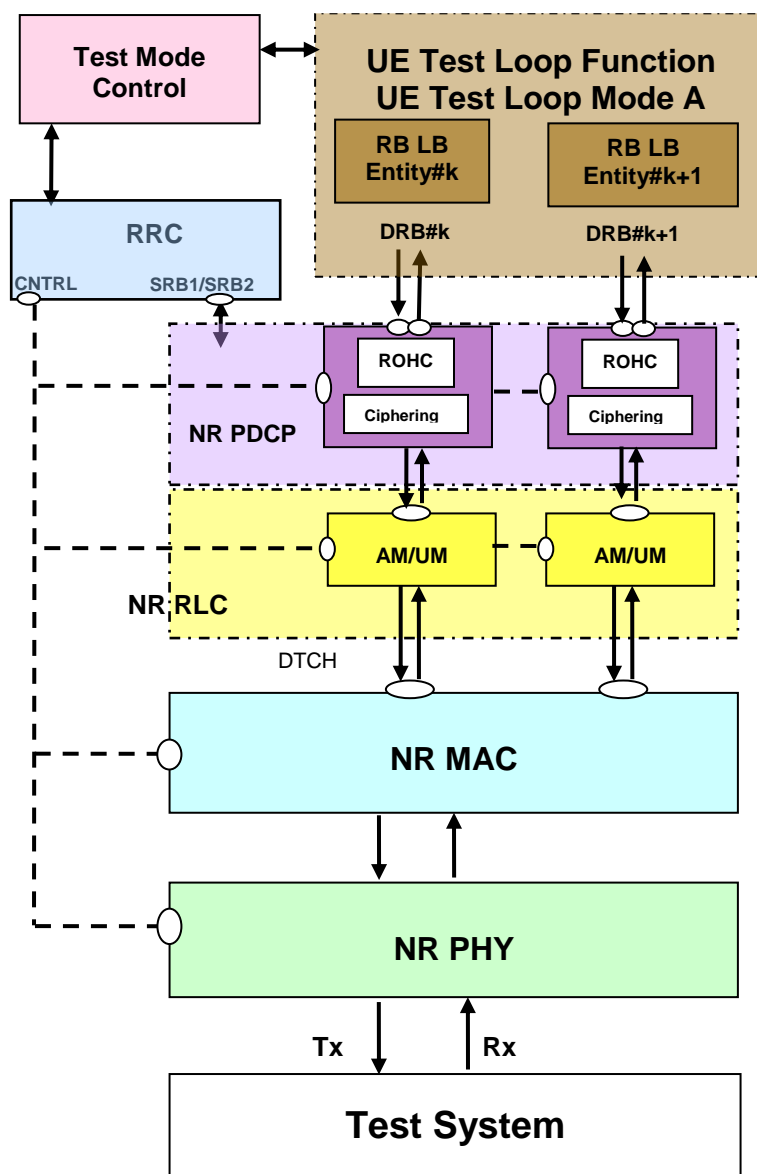 Test Mode
Control
UE Test Loop Function
UE Test Loop Mode A
RB LB
Entity#k
RB LB
Entity#k+1
DRB#k
DRB#k+1
RRC
CNTRL
SRB1/SRB2
ROHC
Ciphering
ROHC
Ciphering
NR PDCP
AM/UM
AM/UM
NR RLC
DTCH
NR MAC
NR PHY
Tx
Rx
Test System